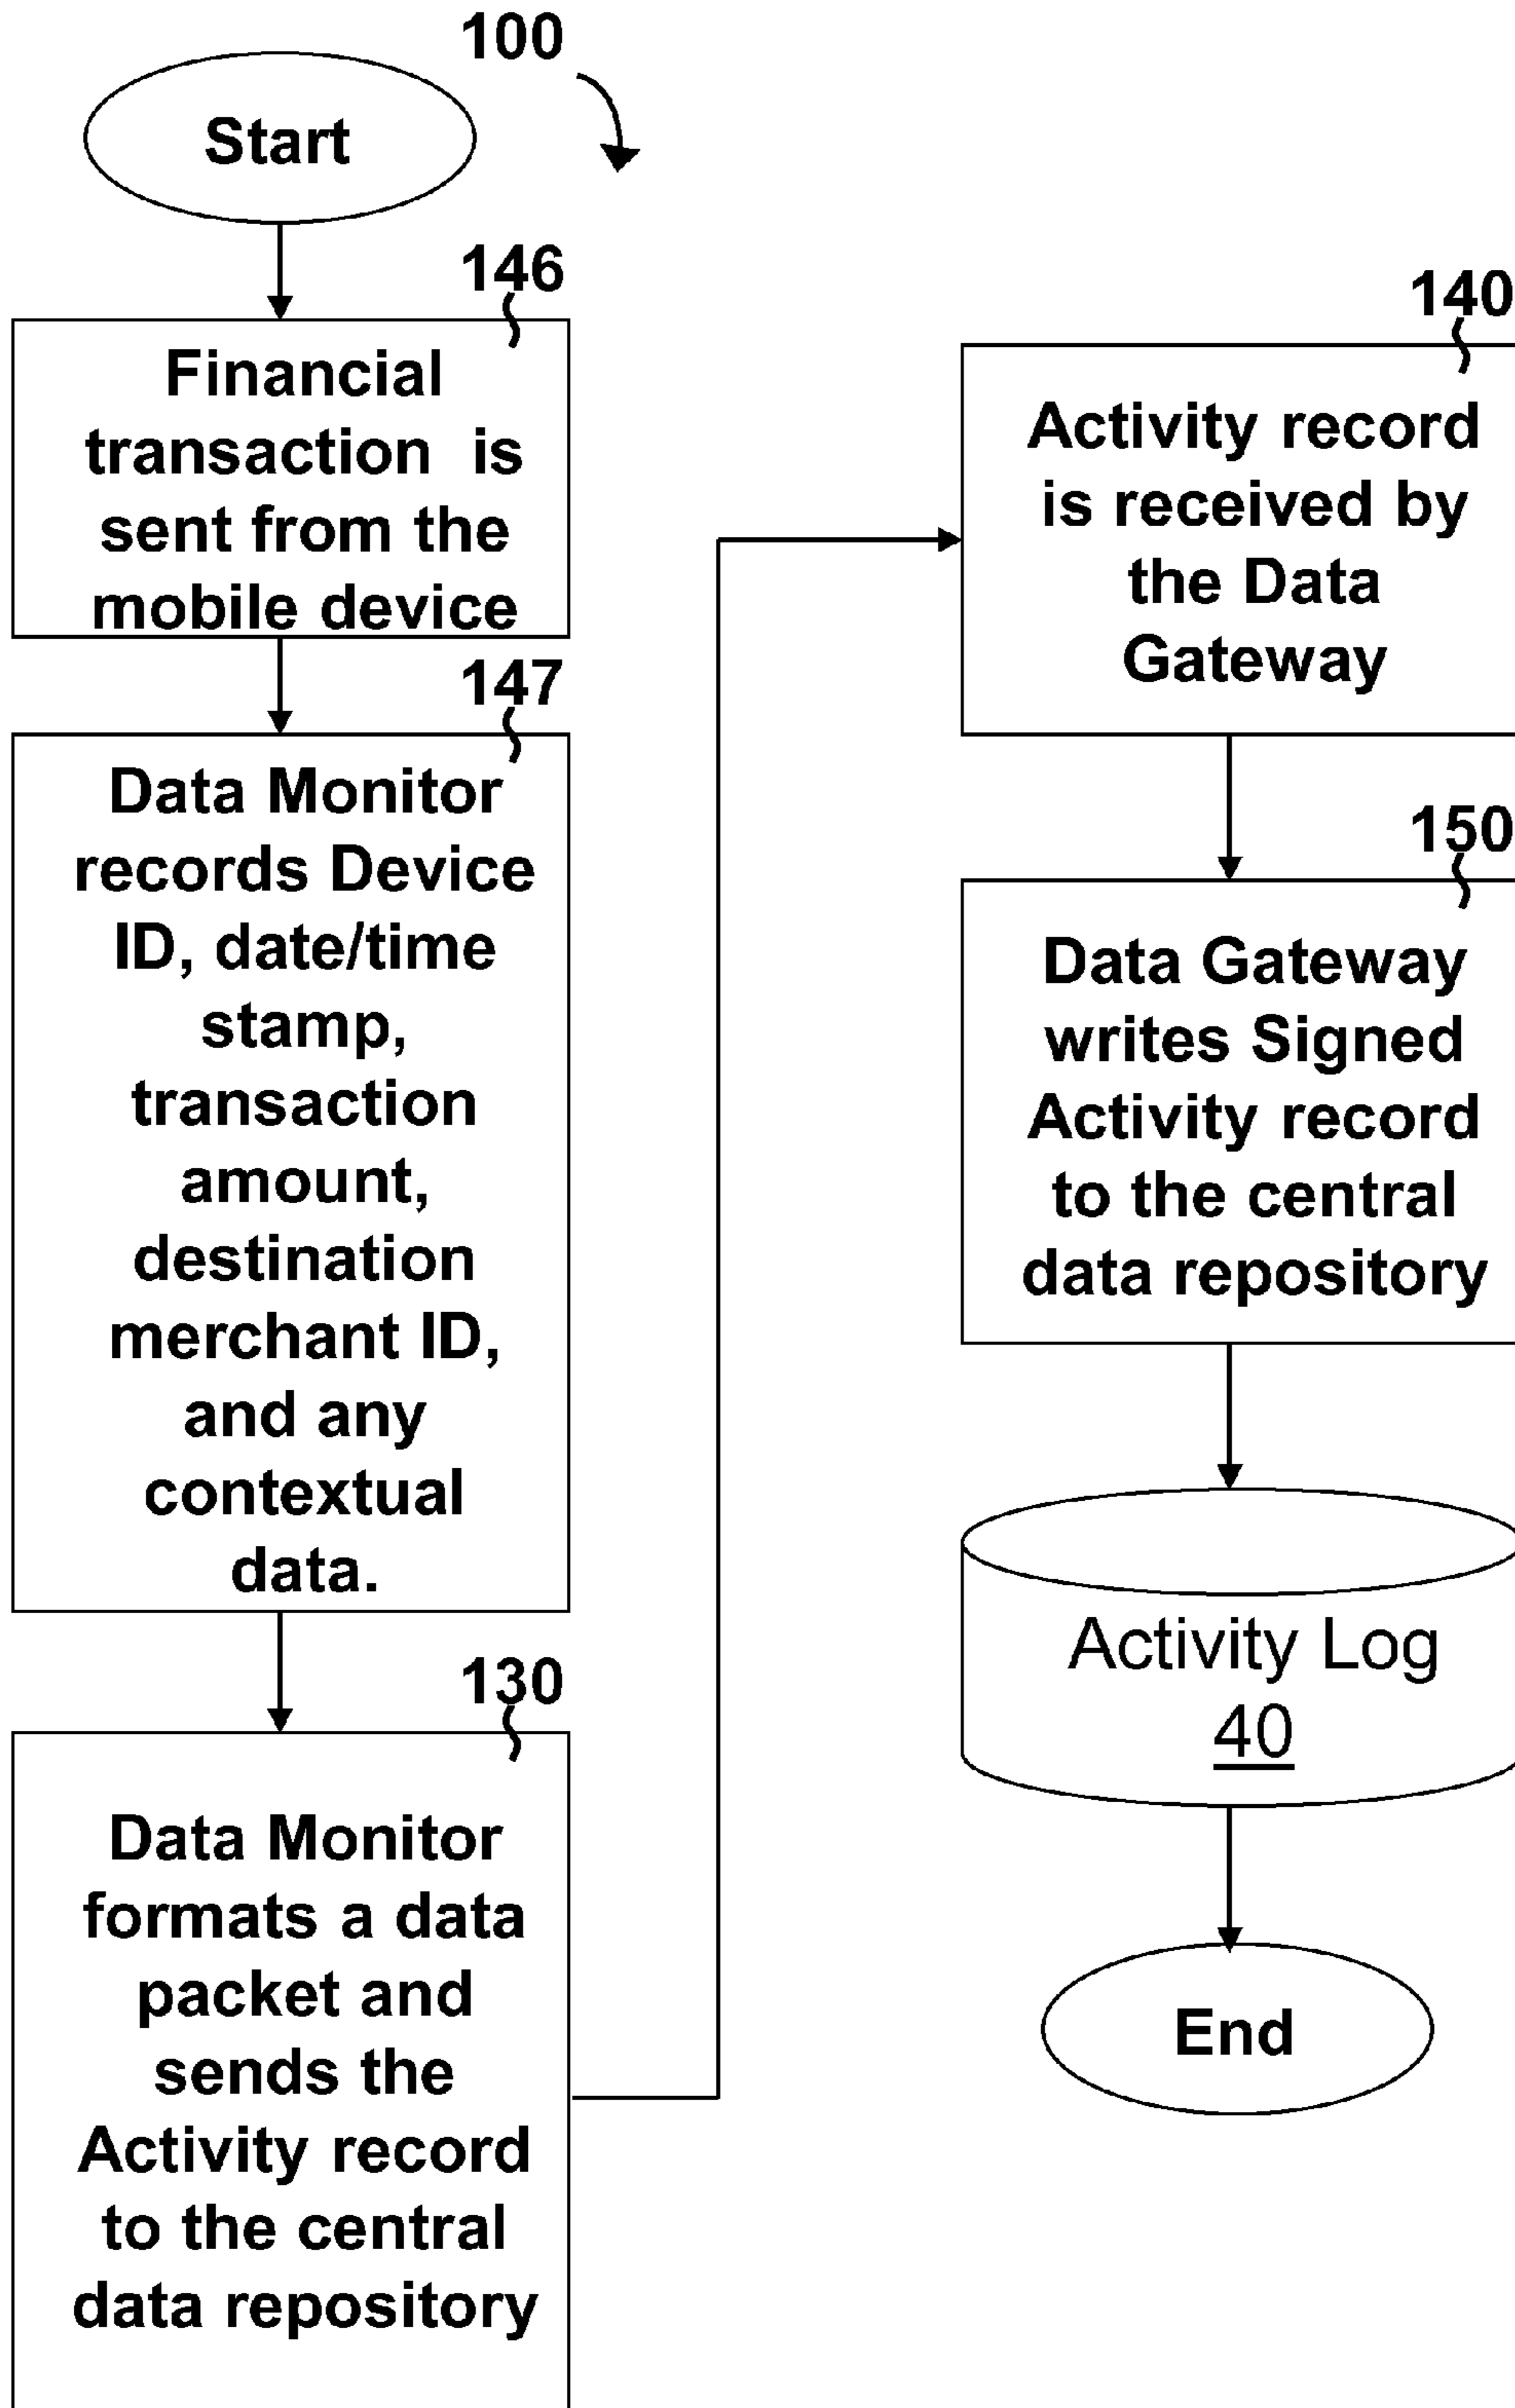 100
Start
146
Financial
transaction is
sent from the
mobile device
147
Data Monitor
records Device
ID, date/time
stamp,
transaction
amount,
destination
merchant ID,
and any
contextual
data.
130
Data Monitor
formats a data
packet and
sends the
Activity record
to the central
data repository
140
Activity record
is received by
the Data
Gateway
150
Data Gateway
writes Signed
Activity record
to the central
data repository
Activity Log
40
End